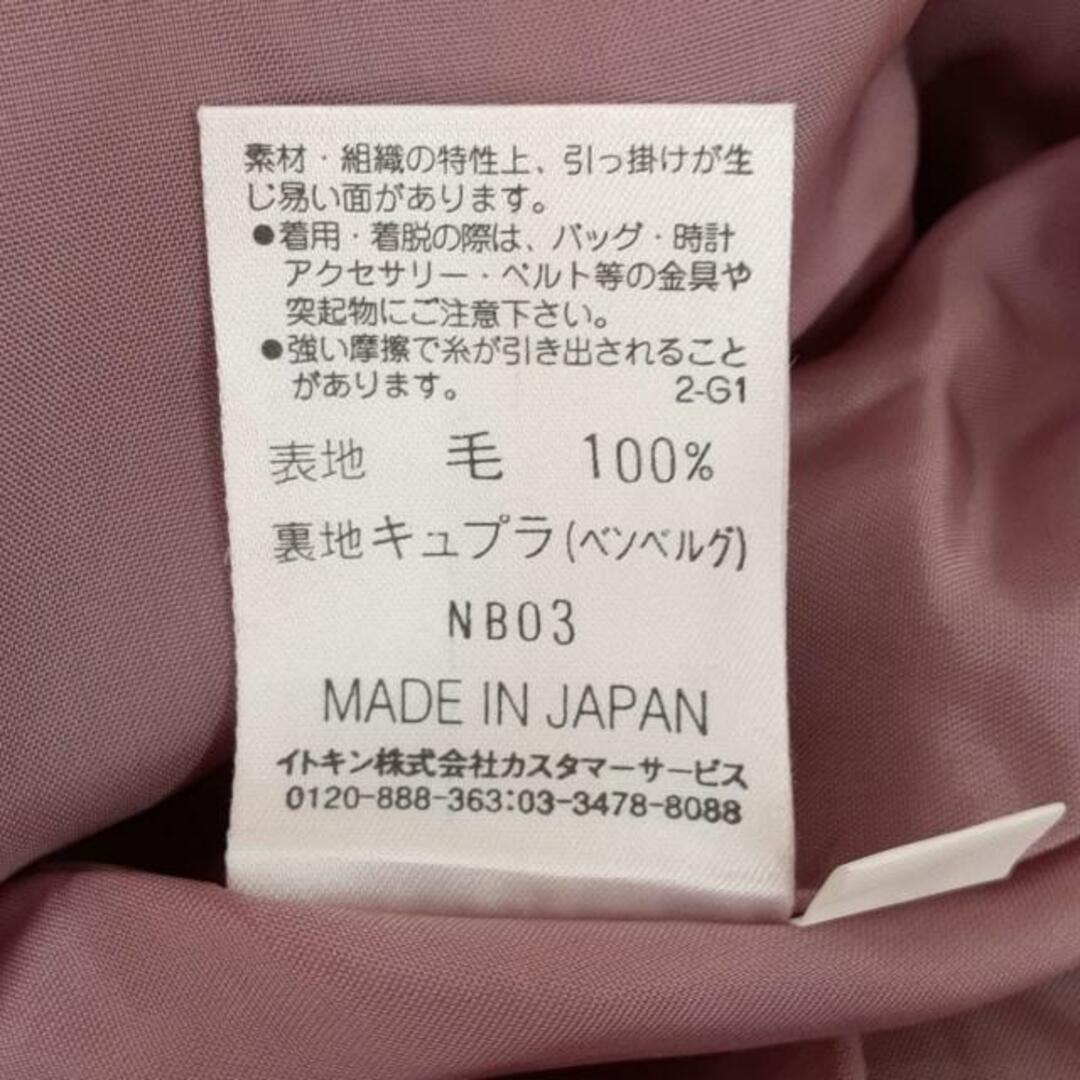 素材・組織の特性上、引っ掛けが生
じ易い面があります。
●着用・着脱の際は、バッグ・時計
アクセサリー・ベルト等の金具や
突起物にご注意下さい。
●強い摩擦で糸が引き出されること
があります。 2-G1
表地 毛 100%
裏地キュプラ(ベンベルグ)
NB03
MADE IN JAPAN
イトキン株式会社カスタマーサービス
0120-888-363:03-3478-8088